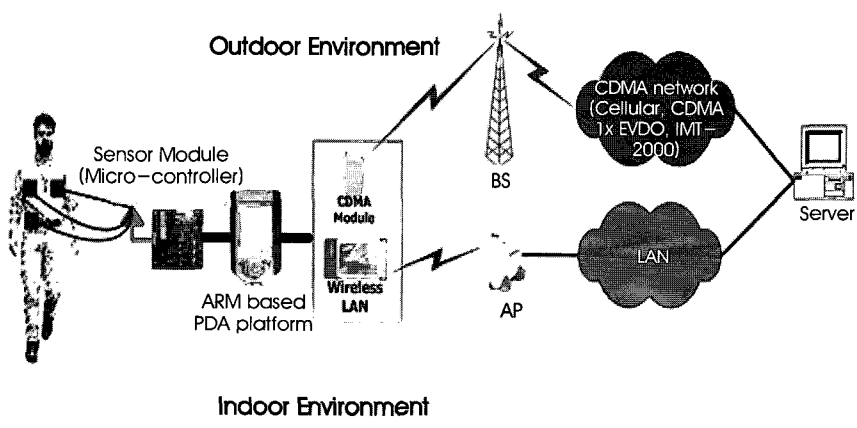 Outdoor Environment
CDMA network
(Cellular, CDMA
1x EVDO, IMT-
2000)
Sensor Module
(Micro-controller)
BS
CDMA
Module
Server
Wireless
LAN
LAN
ARM based
PDA platform
AP
Indoor Environment